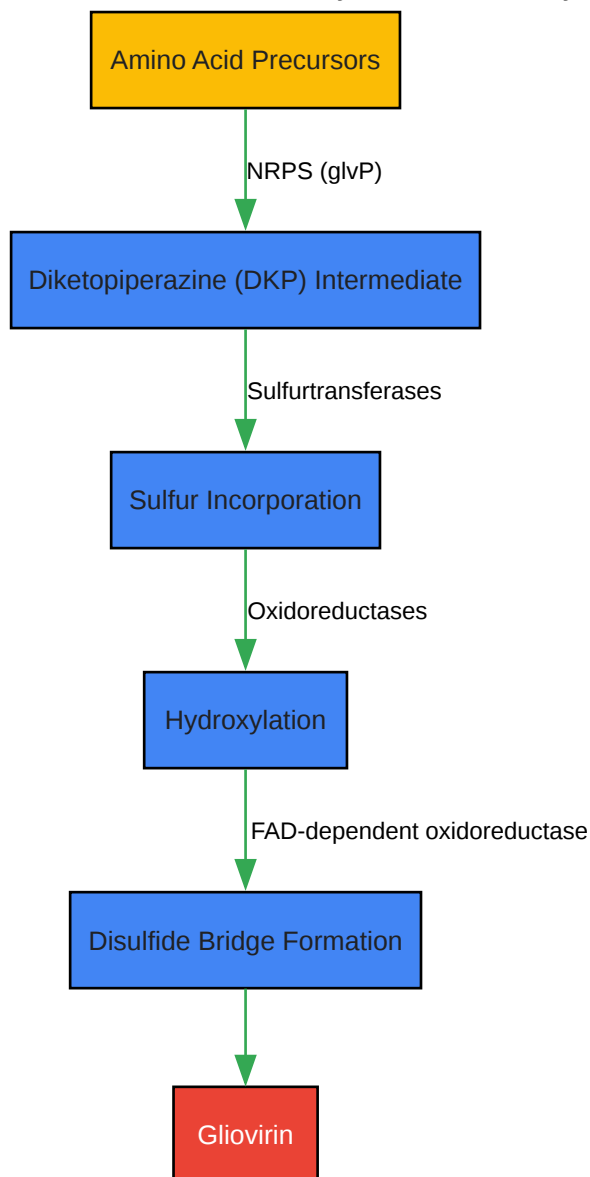 Amino Acid Precursors
NRPS (glvP)
Diketopiperazine (DKP) Intermediate
Sulfurtransferases
Sulfur Incorporation
Oxidoreductases
Hydroxylation
FAD-dependent oxidoreductase
Disulfide Bridge Formation
Gliovirin